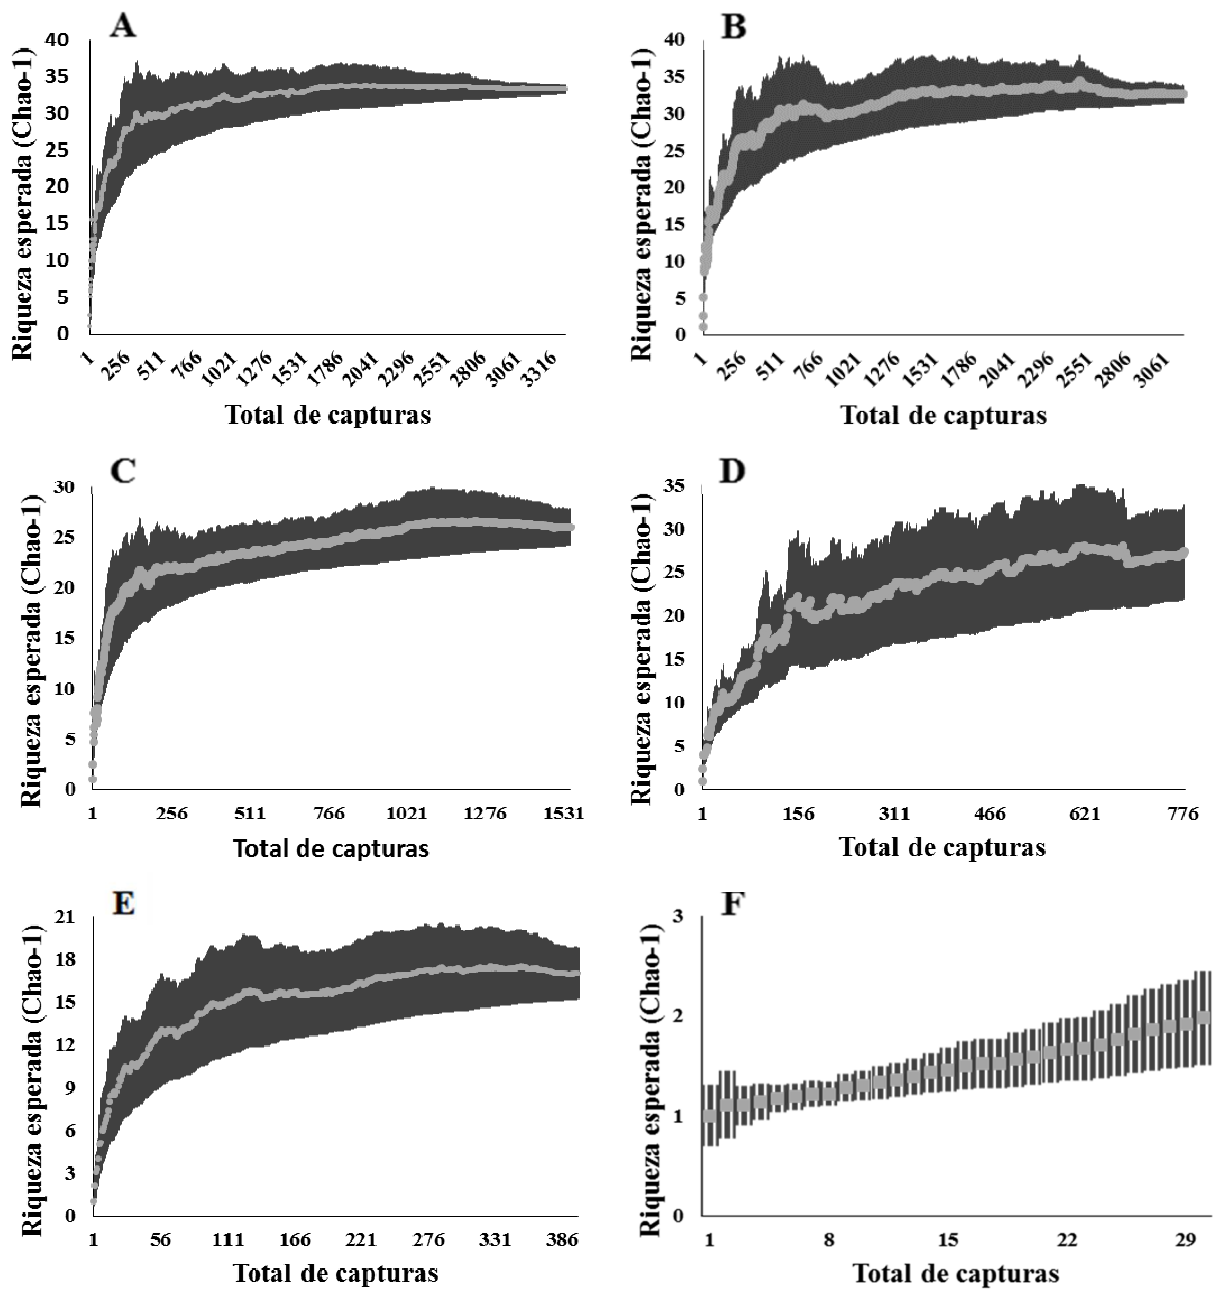 A
Riqueza esperada (Chao-1)
40
35
30
25
20
15
10
5
0
1 256 511 766 1021 1276 1531 1786 2041 2296 2551 2806 3061 3316
Total de capturas
B
Riqueza esperada (Chao-1)
40
35
30
25
20
15
10
5
0
1 256 511 766 1021 1276 1531 1786 2041 2296 2551 2806 3061
Total de capturas
C
Riqueza esperada (Chao-1)
30
25
20
15
10
5
0
1 256 511 766 1021 1276 1531
Total de capturas
D
Riqueza esperada (Chao-1)
35
30
25
20
15
10
5
0
1 156 311 466 621 776
Total de capturas
E
Riqueza esperada (Chao-1)
21
18
15
12
9
6
3
0
1 56 111 166 221 276 331 386
Total de capturas
F
Riqueza esperada (Chao-1)
3
2
1
0
1 8 15 22 29
Total de capturas